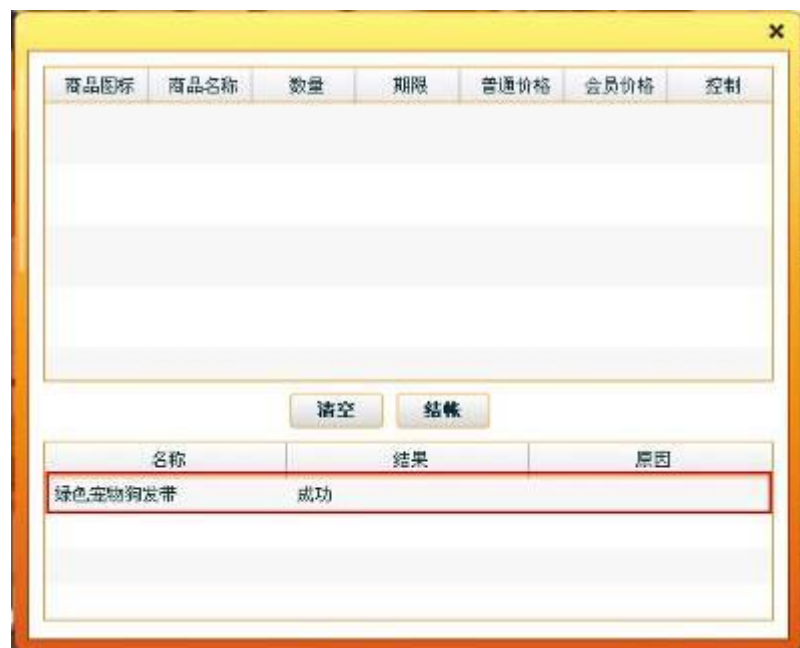 ×
商品图标 商品名称 数量 期限 普通价格 会员价格 控制
清空 结帐
名称 结果 原因
绿色宠物狗发带 成功